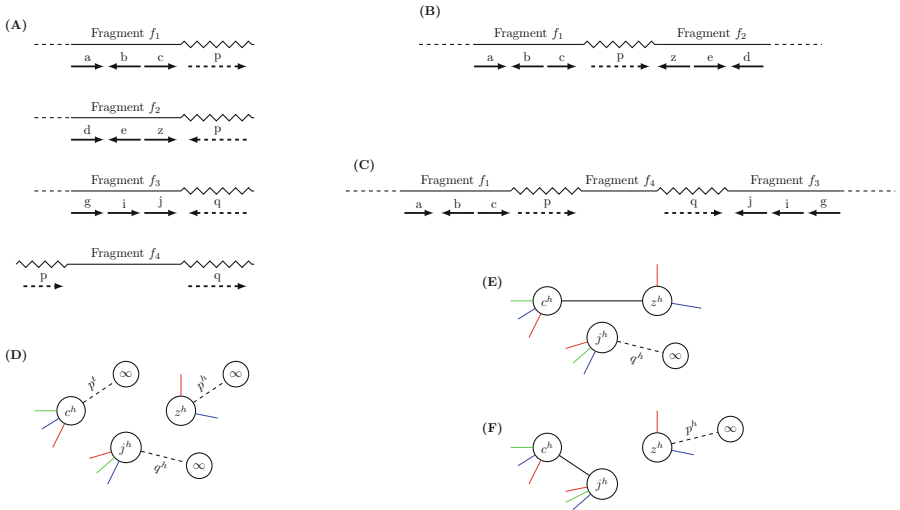 (A)
Fragment f1
a b c p
Fragment f2
d e z p
Fragment f3
g i j q
Fragment f4
p q
(B)
Fragment f1 Fragment f2
a b c p z e d
(C)
Fragment f1 Fragment f4 Fragment f3
a b c p q j i g
(D)
∞ ∞
p^t p^h
c^h z^h
j^h
q^h ∞
(E)
c^h z^h
j^h
q^h ∞
(F)
c^h z^h p^h ∞
j^h